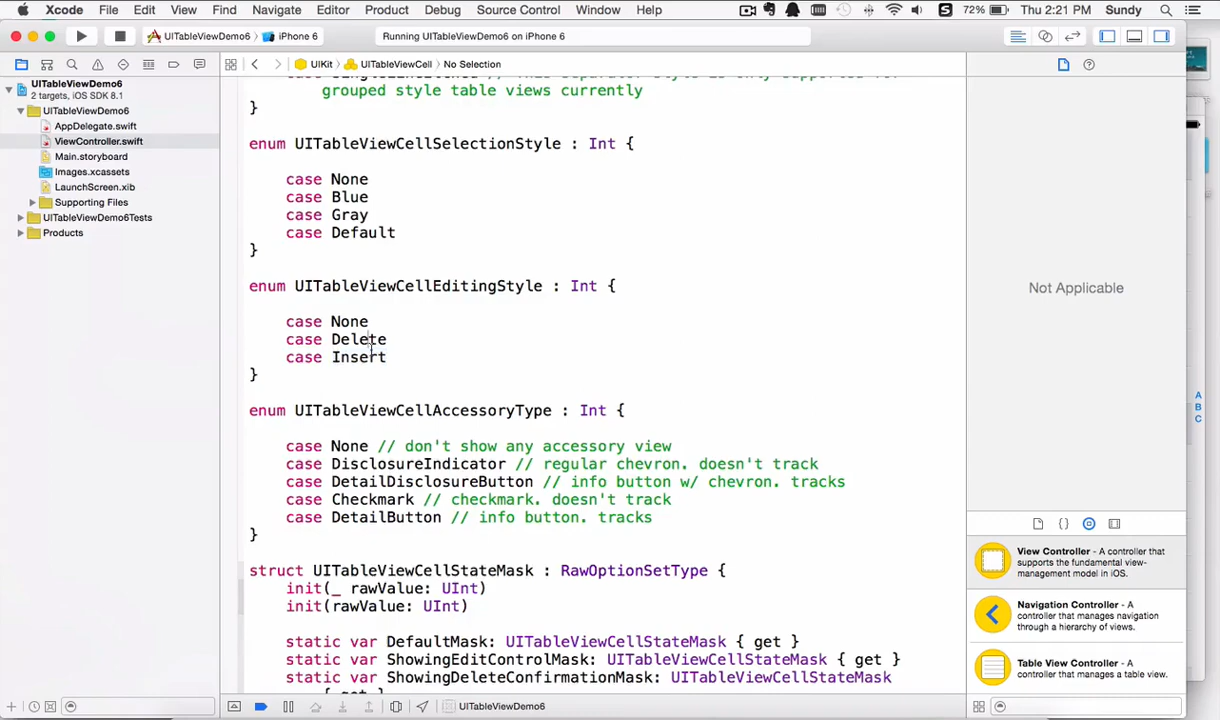 Xcode File Edit View Find Navigate Editor Product Debug Source Control Window Help 72% Thu 2:21 PM Sundy
UITableViewDemo6 iPhone 6 Running UITableViewDemo6 on iPhone 6
UIKit UITableViewCell No Selection
UITableViewDemo6
2 targets, iOS SDK 8.1
UITableViewDemo6
AppDelegate.swift
ViewController.swift
Main.storyboard
Images.xcassets
LaunchScreen.xib
Supporting Files
UITableViewDemo6Tests
Products
grouped style table views currently
}
enum UITableViewCellSelectionStyle : Int {
case None
case Blue
case Gray
case Default
}
enum UITableViewCellEditingStyle : Int {
case None
case Delete
case Insert
}
enum UITableViewCellAccessoryType : Int {
case None // don't show any accessory view
case DisclosureIndicator // regular chevron. doesn't track
case DetailDisclosureButton // info button w/ chevron. tracks
case Checkmark // checkmark. doesn't track
case DetailButton // info button. tracks
}
struct UITableViewCellStateMask : RawOptionSetType {
init(_ rawValue: UInt)
init(rawValue: UInt)
static var DefaultMask: UITableViewCellStateMask { get }
static var ShowingEditControlMask: UITableViewCellStateMask { get }
static var ShowingDeleteConfirmationMask: UITableViewCellStateMask
{ get }
UITableViewDemo6
Not Applicable
View Controller - A controller that
supports the fundamental view-
management model in iOS.
Navigation Controller - A
controller that manages navigation
through a hierarchy of views.
Table View Controller - A
controller that manages a table view.
A
B
C